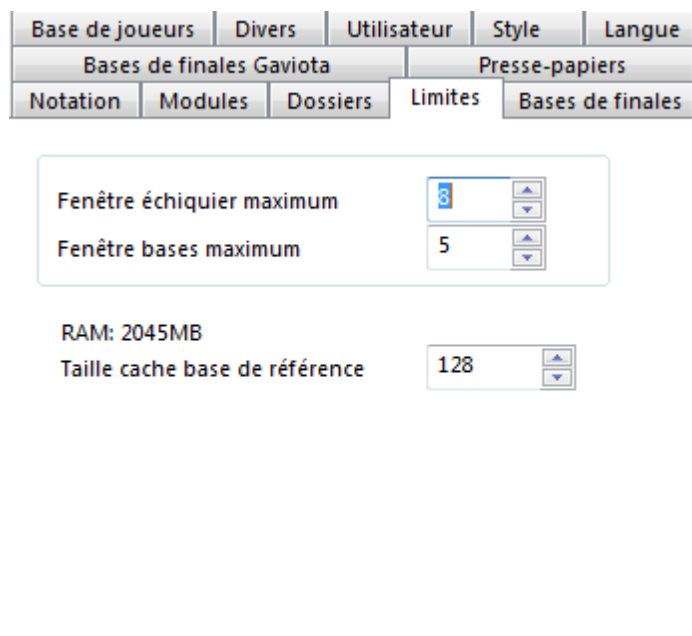 Base de joueurs Divers Utilisateur Style Langue
Bases de finales Gaviota Presse-papiers
Notation Modules Dossiers Limites Bases de finales
Fenêtre échiquier maximum 8
Fenêtre bases maximum 5
RAM: 2045MB
Taille cache base de référence 128